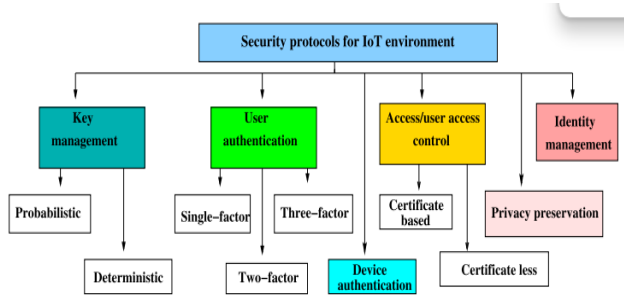 Security protocols for IoT environment
Key
management
User
authentication
Access/user access
control
Identity
management
Probabilistic
Single−factor
Three−factor
Certificate
based
Privacy preservation
Deterministic
Two−factor
Device
authentication
Certificate less